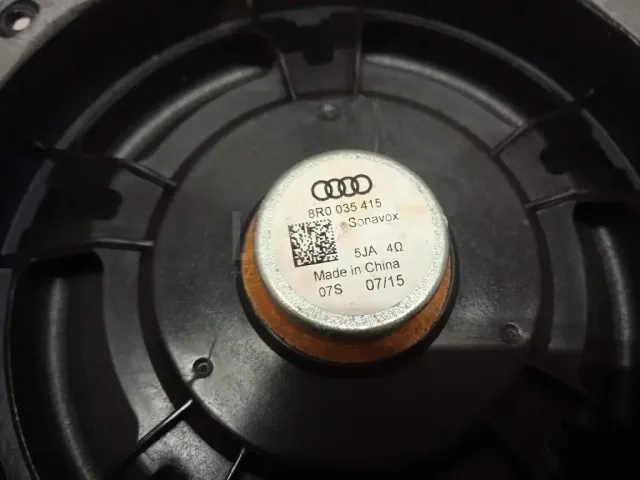 8R0 035 415
Sonavox
5JA 4Ω
Made in China
07S 07/15